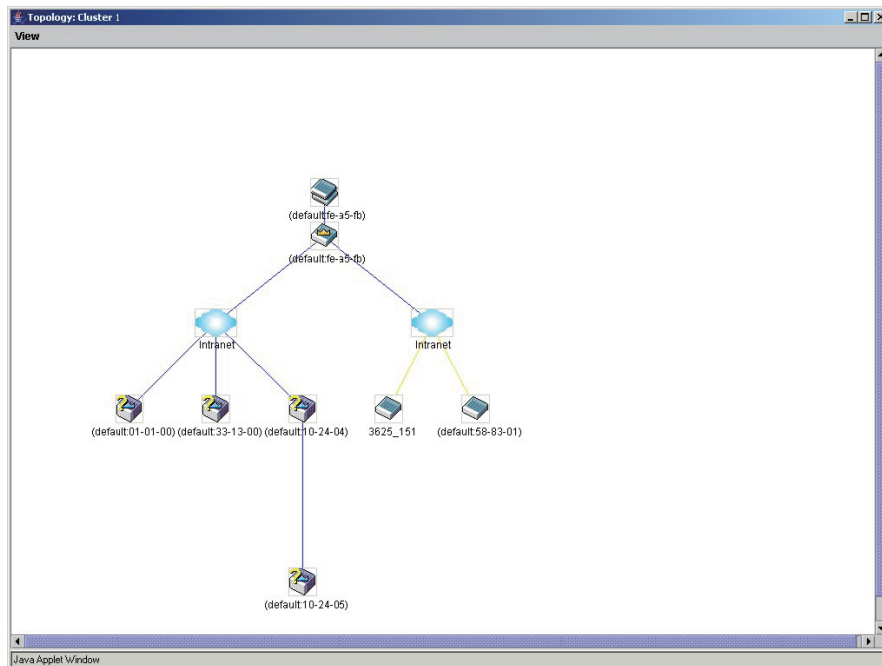 Topology: Cluster 1
View
(default:fe-a5-fb)
(default:fe-a5-fb)
Intranet
Intranet
(default:01-01-00)
(default:33-13-00)
(default:10-24-04)
3625_151
(default:58-83-01)
(default:10-24-05)
Java Applet Window